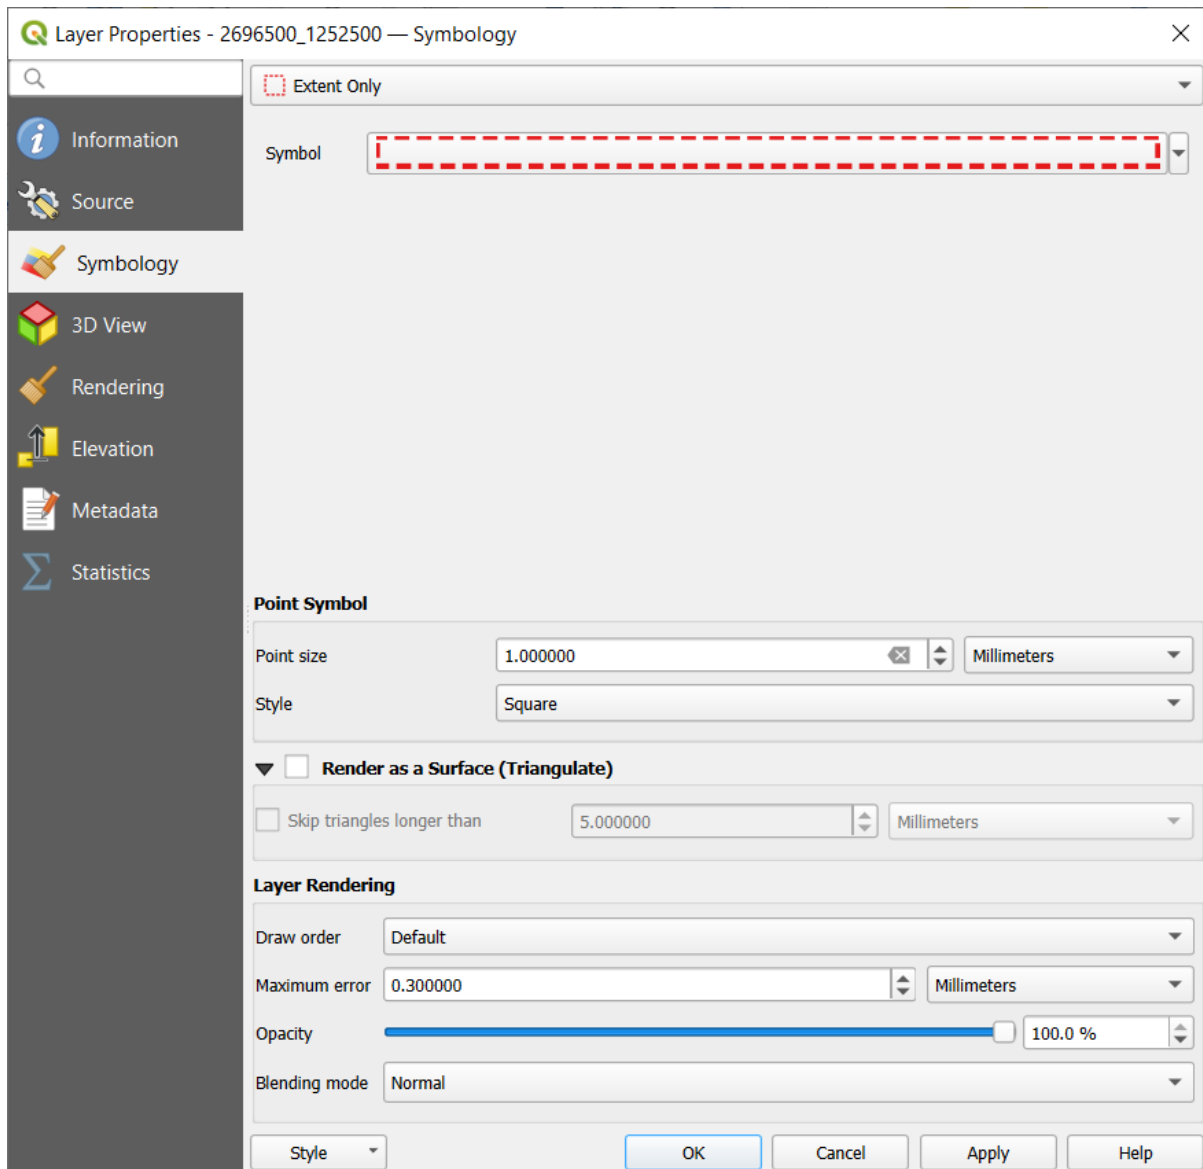 Layer Properties - 2696500_1252500 — Symbology
Extent Only
Information
Symbol
Source
Symbology
3D View
Rendering
Elevation
Metadata
Statistics
Point Symbol
Point size 1.000000 Millimeters
Style Square
Render as a Surface (Triangulate)
Skip triangles longer than 5.000000 Millimeters
Layer Rendering
Draw order Default
Maximum error 0.300000 Millimeters
Opacity 100.0 %
Blending mode Normal
Style OK Cancel Apply Help